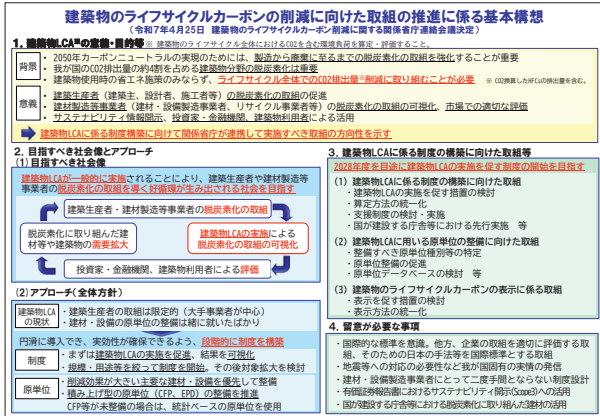 建築物のライフサイクルカーボンの削減に向けた取組の推進に係る基本構想
(令和7年4月25日 建築物のライフサイクルカーボン削減に関する関係省庁連絡会議決定)
1. 建築物LCA※の意義・目的等 ※ 建築物のライフサイクル全体におけるCO2を含む環境負荷を算定・評価すること。
背景
・ 2050年カーボンニュートラルの実現のためには、製造から廃棄に至るまでの脱炭素化の取組を強化することが重要
・ 我が国のCO2排出量の約4割を占める建築物分野の脱炭素化は重要
・ 建築物使用時の省エネ施策のみならず、ライフサイクル全体でのCO2排出量※削減に取り組むことが必要 ※ CO2換算したHFCsの排出量を含む。
意義
・ 建築生産者（建築主、設計者、施工者等）の脱炭素化の取組の促進
・ 建材製造等事業者（建材・設備製造事業者、リサイクル事業者等）の脱炭素化の取組の可視化、市場での適切な評価
・ サステナビリティ情報開示、投資家・金融機関、建築物利用者による活用
建築物LCAに係る制度構築に向けて関係省庁が連携して実施すべき取組の方向性を示す
2. 目指すべき社会像とアプローチ
(1) 目指すべき社会像
建築物LCAが一般的に実施されることにより、建築生産者や建材製造等
事業者の脱炭素化の取組を導く好循環が生み出される社会を目指す
建築生産者・建材製造等事業者の脱炭素化の取組
脱炭素化に取り組んだ建
材等や建築物の需要拡大
建築物LCAの実施による
脱炭素化の取組の可視化
投資家・金融機関、建築物利用者による評価
(2) アプローチ(全体方針)
建築物LCA
の現状
・建築生産者の取組は限定的（大手事業者が中心）
・建材・設備の原単位の整備は緒に就いたばかり
円滑に導入でき、実効性が確保できるよう、段階的に制度を構築
制度
・まずは建築物LCAの実施を促進、結果を可視化
・規模・用途等を絞って制度を開始。その後対象拡大を検討
原単位
・削減効果が大きい主要な建材・設備を優先して整備
・積み上げ型の原単位（CFP、EPD）の整備を推進
CFP等が未整備の場合は、統計ベースの原単位を使用
3. 建築物LCAに係る制度の構築に向けた取組等
2028年度を目途に建築物LCAの実施を促す制度の開始を目指す
(1) 建築物LCAに係る制度の構築に向けた取組
・建築物LCAの実施を促す措置の検討
・算定方法の統一化
・支援制度の検討・実施
・国が建設する庁舎等における先行実施 等
(2) 建築物LCAに用いる原単位の整備に向けた取組
・整備すべき原単位種別等の特定
・原単位整備の促進
・原単位データベースの検討 等
(3) 建築物のライフサイクルカーボンの表示に係る取組
・表示を促す措置の検討
・表示方法の統一化
4. 留意が必要な事項
・国際的な標準を意識。他方、企業の取組を適切に評価する取
組、そのための日本の手法等を国際標準とする取組
・地震等への対応の必要性など我が国固有の実情の発信
・建材・設備製造事業者にとって二度手間とならない制度設計
・有価証券報告書におけるサステナビリティ開示(Scope3)への活用
・国が建設する庁舎等における脱炭素化に取り組んだ建材の活用